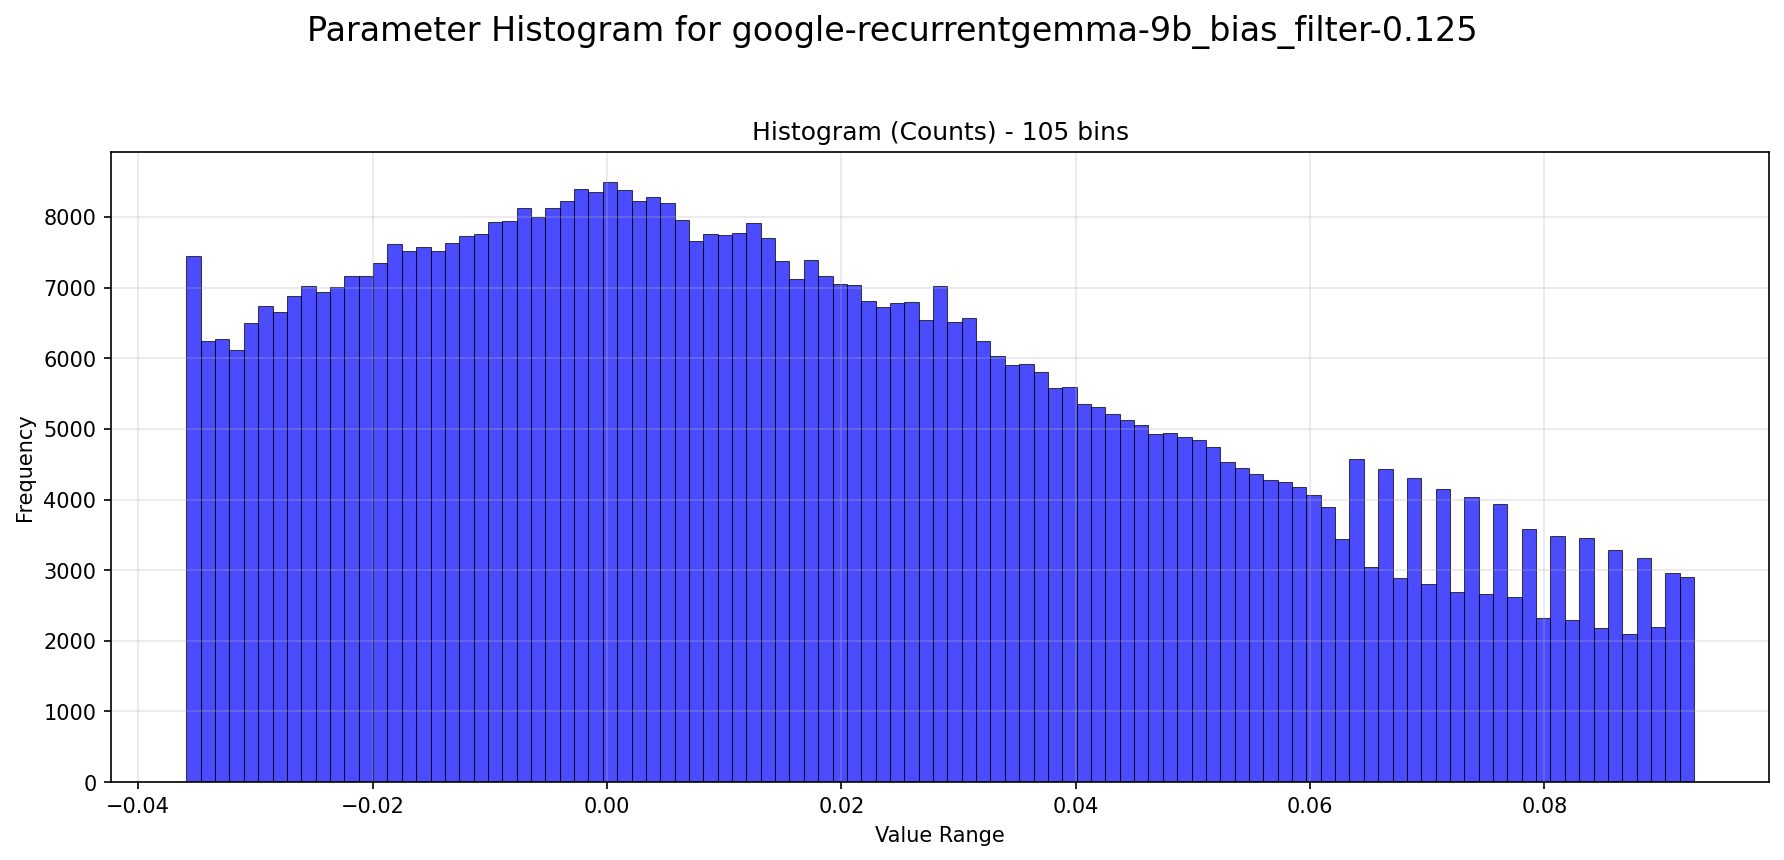 Parameter Histogram for google-recurrentgemma-9b_bias_filter-0.125
Histogram (Counts) - 105 bins
Frequency
8000
7000
6000
5000
4000
3000
2000
1000
0
−0.04 −0.02 0.00 0.02 0.04 0.06 0.08
Value Range